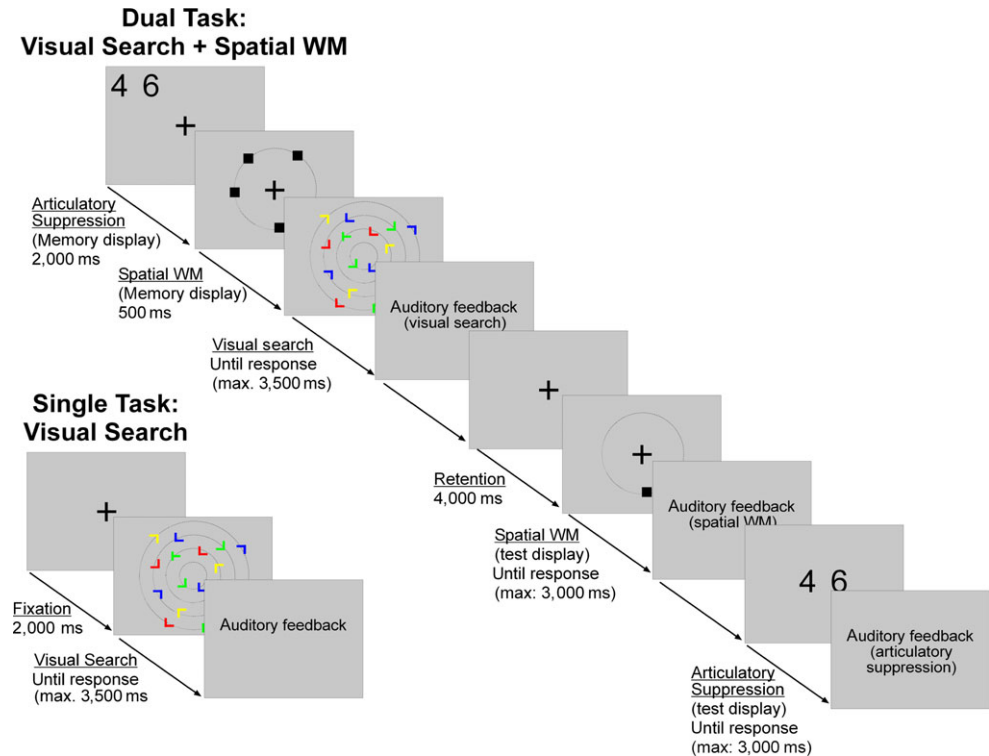 Dual Task:
Visual Search + Spatial WM
4 6
Articulatory
Suppression
(Memory display)
2,000 ms
Spatial WM
(Memory display)
500 ms
Visual search
Until response
(max. 3,500 ms)
Auditory feedback
(visual search)
Retention
4,000 ms
Spatial WM
(test display)
Until response
(max: 3,000 ms)
Auditory feedback
(spatial WM)
4 6
Articulatory
Suppression
(test display)
Until response
(max: 3,000 ms)
Auditory feedback
(articulatory
suppression)
Single Task:
Visual Search
Fixation
2,000 ms
Visual Search
Until response
(max. 3,500 ms
Auditory feedback